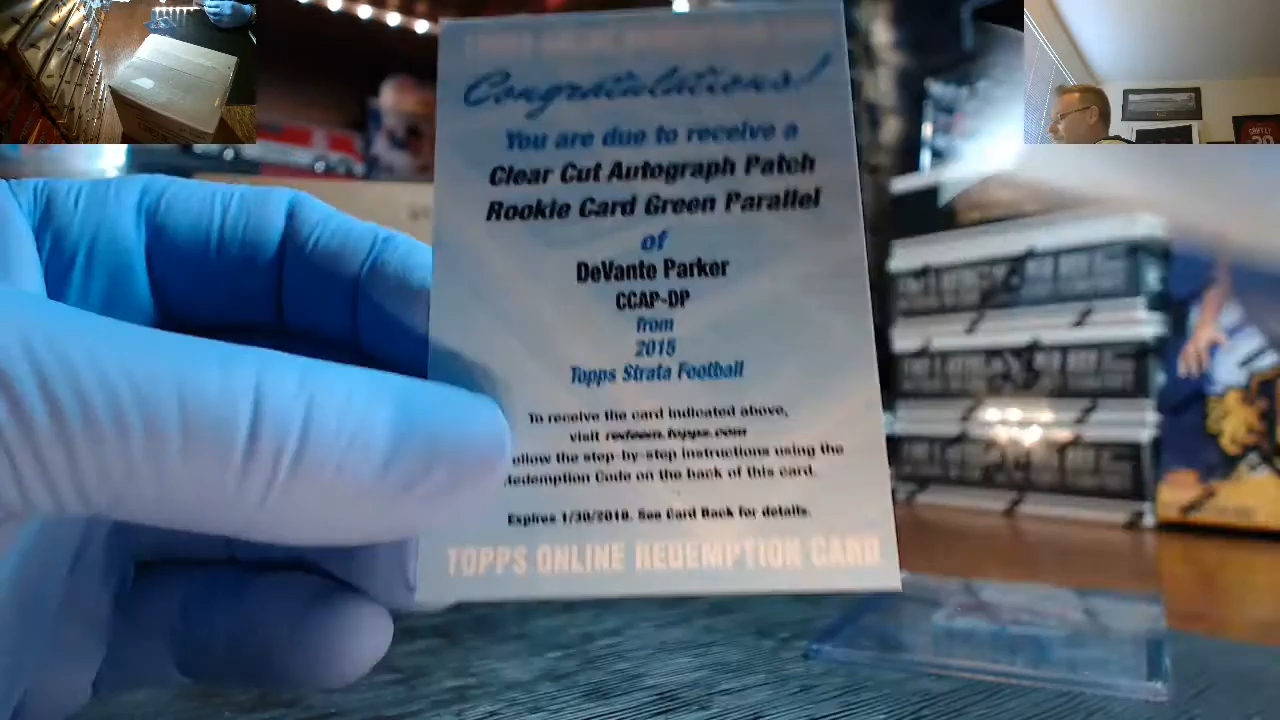 Congratulations!
You are due to receive a
Clear Cut Autograph Patch
Rookie Card Green Parallel
of
DeVante Parker
CCAP-DP
from
2015
Topps Strata Football
To receive the card indicated above,
visit redeem.topps.com
ollow the step-by-step instructions using the
Redemption Code on the back of this card.
Expires 1/30/2018. See Card Back for details.
TOPPS ONLINE REDEMPTION CARD